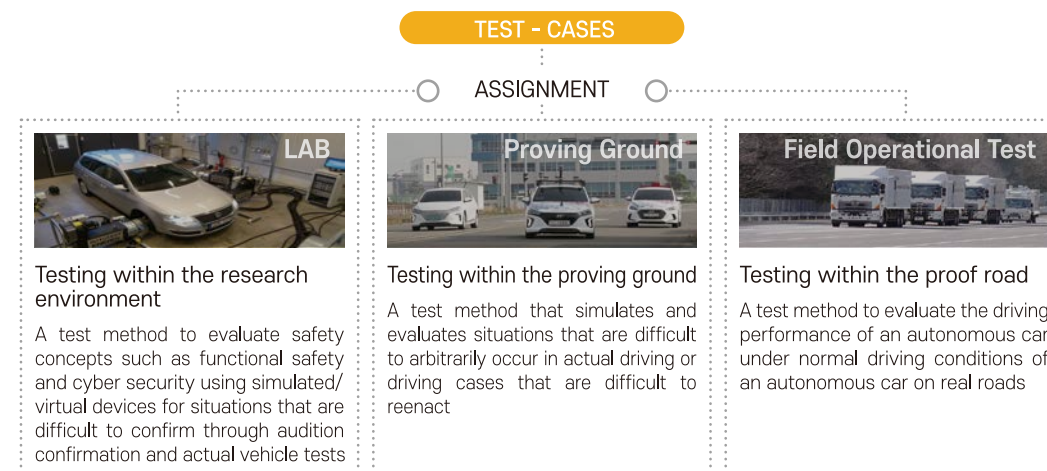 TEST - CASES
ASSIGNMENT
LAB
Testing within the research
environment
A test method to evaluate safety
concepts such as functional safety
and cyber security using simulated/
virtual devices for situations that are
difficult to confirm through audition
confirmation and actual vehicle tests
Proving Ground
Testing within the proving ground
A test method that simulates and
evaluates situations that are difficult
to arbitrarily occur in actual driving or
driving cases that are difficult to
reenact
Field Operational Test
Testing within the proof road
A test method to evaluate the driving
performance of an autonomous car
under normal driving conditions of
an autonomous car on real roads